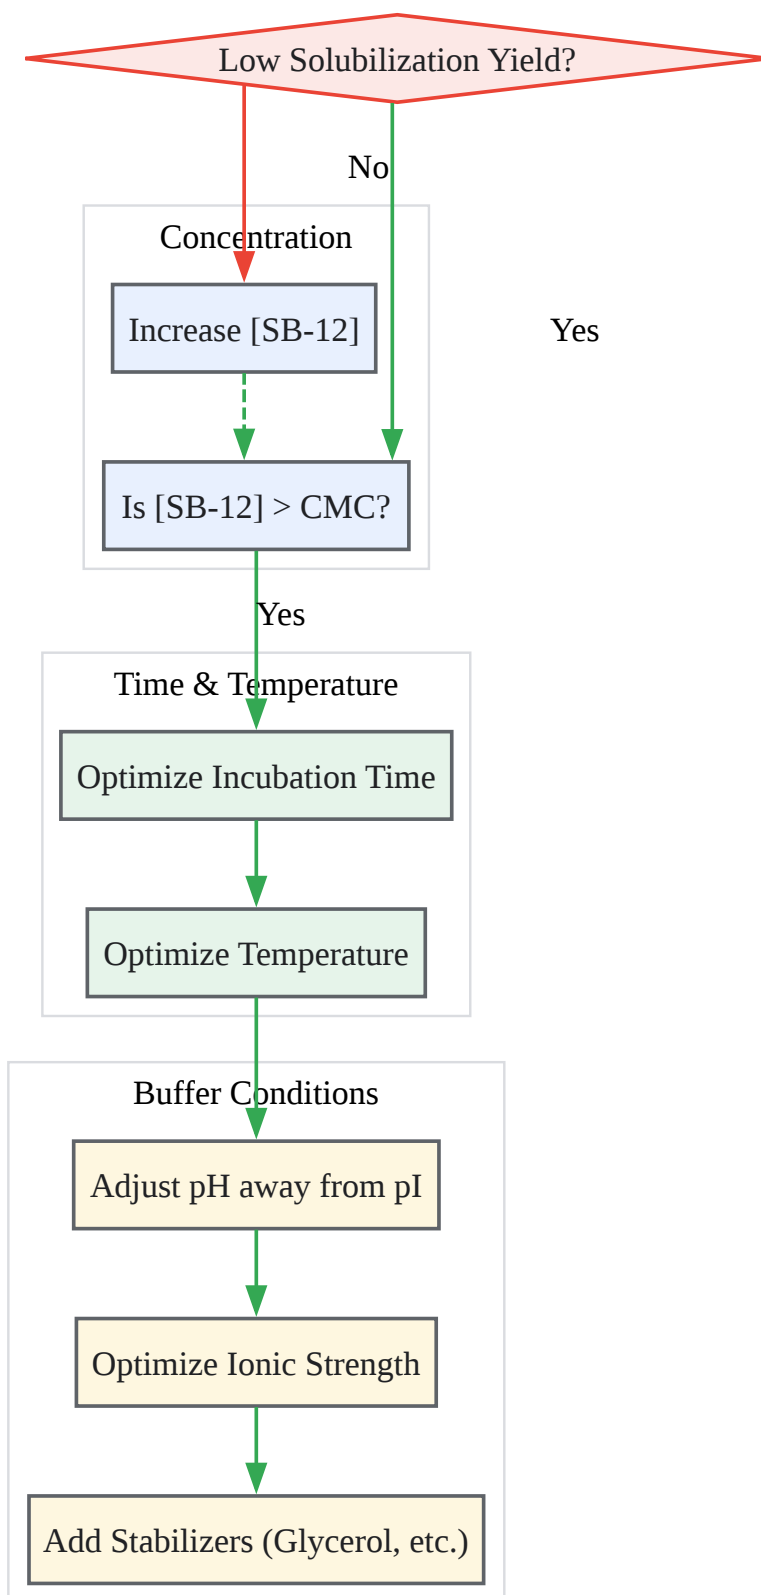 Low Solubilization Yield?
No
Concentration
Increase [SB-12]
Yes
Is [SB-12] > CMC?
Yes
Time & Temperature
Optimize Incubation Time
Optimize Temperature
Buffer Conditions
Adjust pH away from pI
Optimize Ionic Strength
Add Stabilizers (Glycerol, etc.)